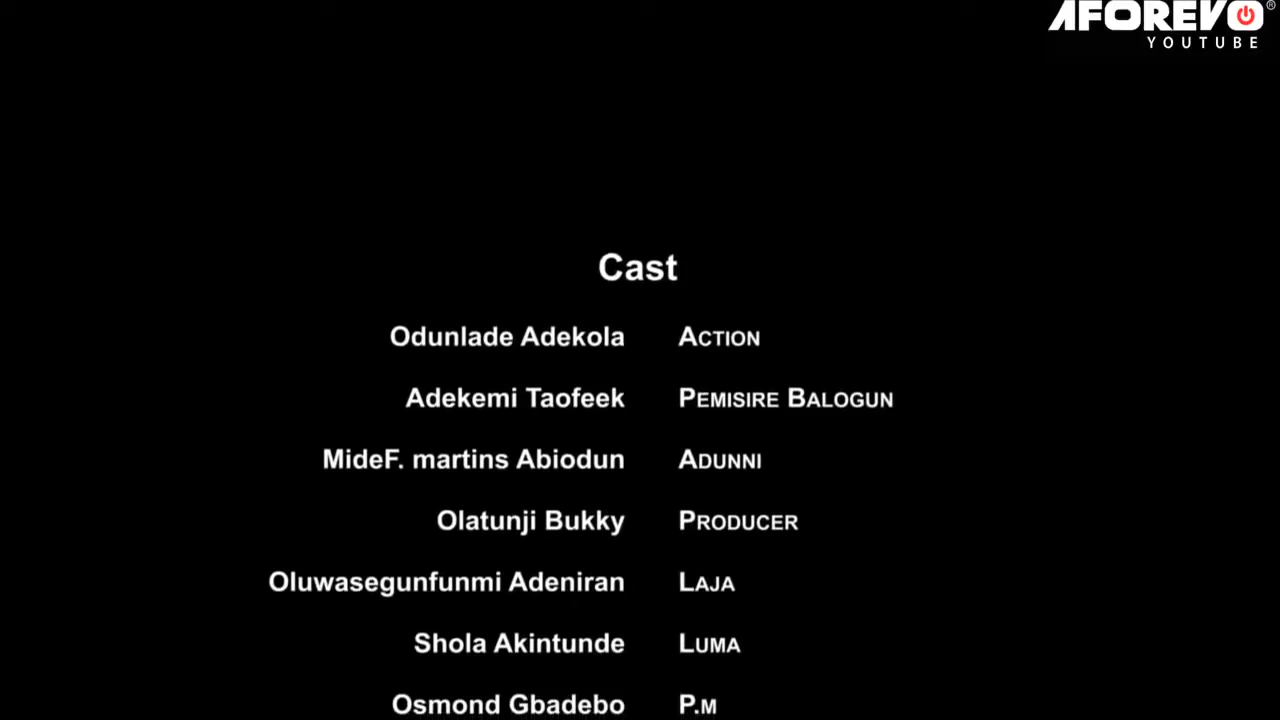 AFOREVO®
YOUTUBE
Cast
Odunlade Adekola ACTION
Adekemi Taofeek PEMISIRE BALOGUN
MideF. martins Abiodun ADUNNI
Olatunji Bukky PRODUCER
Oluwasegunfunmi Adeniran LAJA
Shola Akintunde LUMA
Osmond Gbadebo P.M